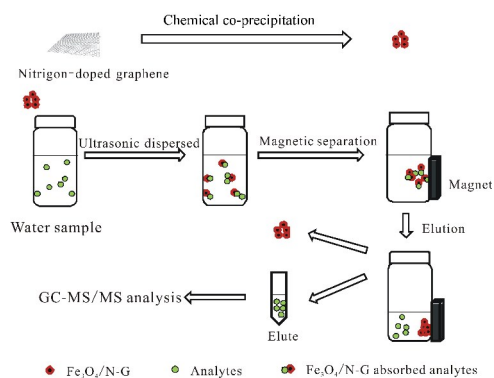 Chemical co-precipitation
Nitrigon-doped graphene
Ultrasonic dispersed
Magnetic separation
Magnet
Water sample
Elution
GC-MS/MS analysis
Elute
Fe₃O₄/N-G
Analytes
Fe₃O₄/N-G absorbed analytes